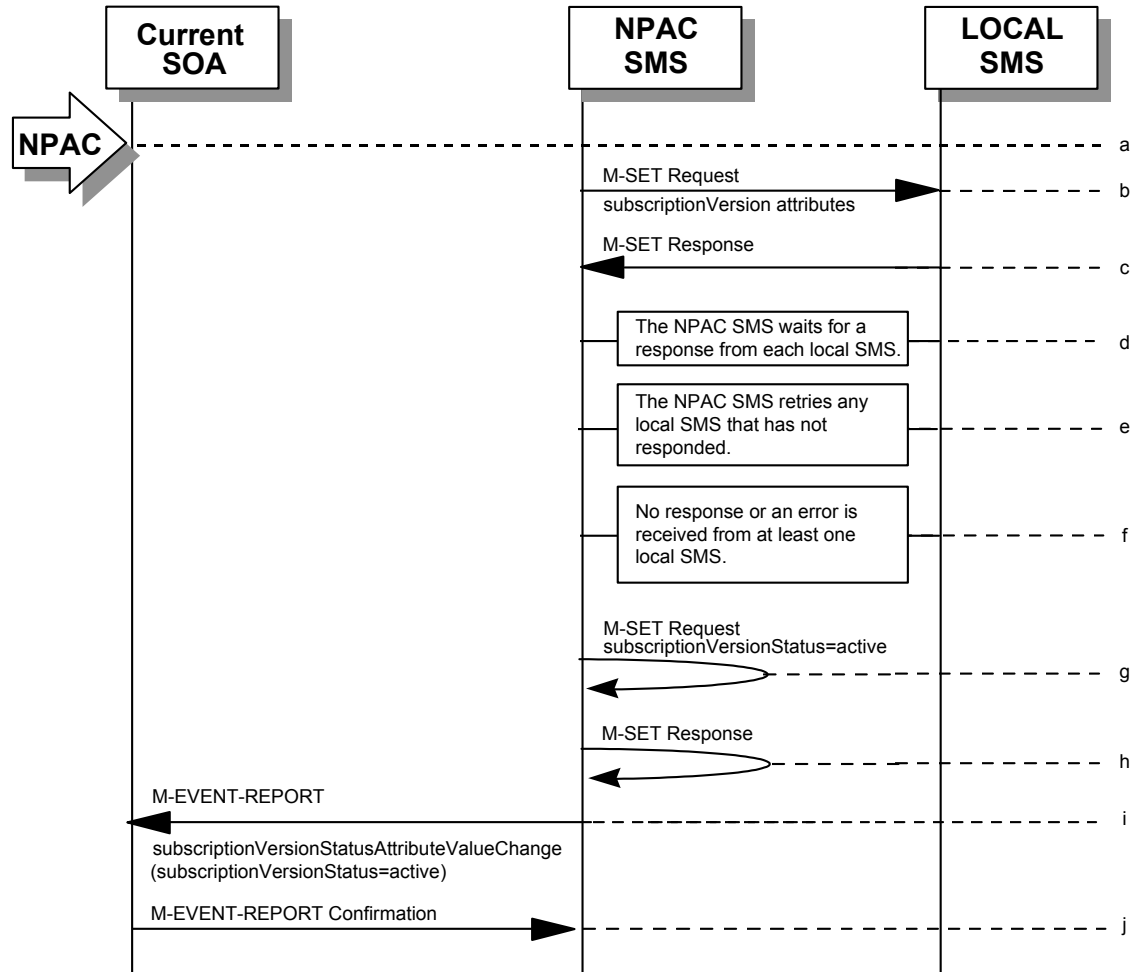 Current
SOA
NPAC
SMS
LOCAL
SMS
NPAC
a
M-SET Request
subscriptionVersion attributes
b
M-SET Response
c
The NPAC SMS waits for a
response from each local SMS.
d
The NPAC SMS retries any
local SMS that has not
responded.
e
No response or an error is
received from at least one
local SMS.
f
M-SET Request
subscriptionVersionStatus=active
g
M-SET Response
h
M-EVENT-REPORT
i
subscriptionVersionStatusAttributeValueChange
(subscriptionVersionStatus=active)
M-EVENT-REPORT Confirmation
j